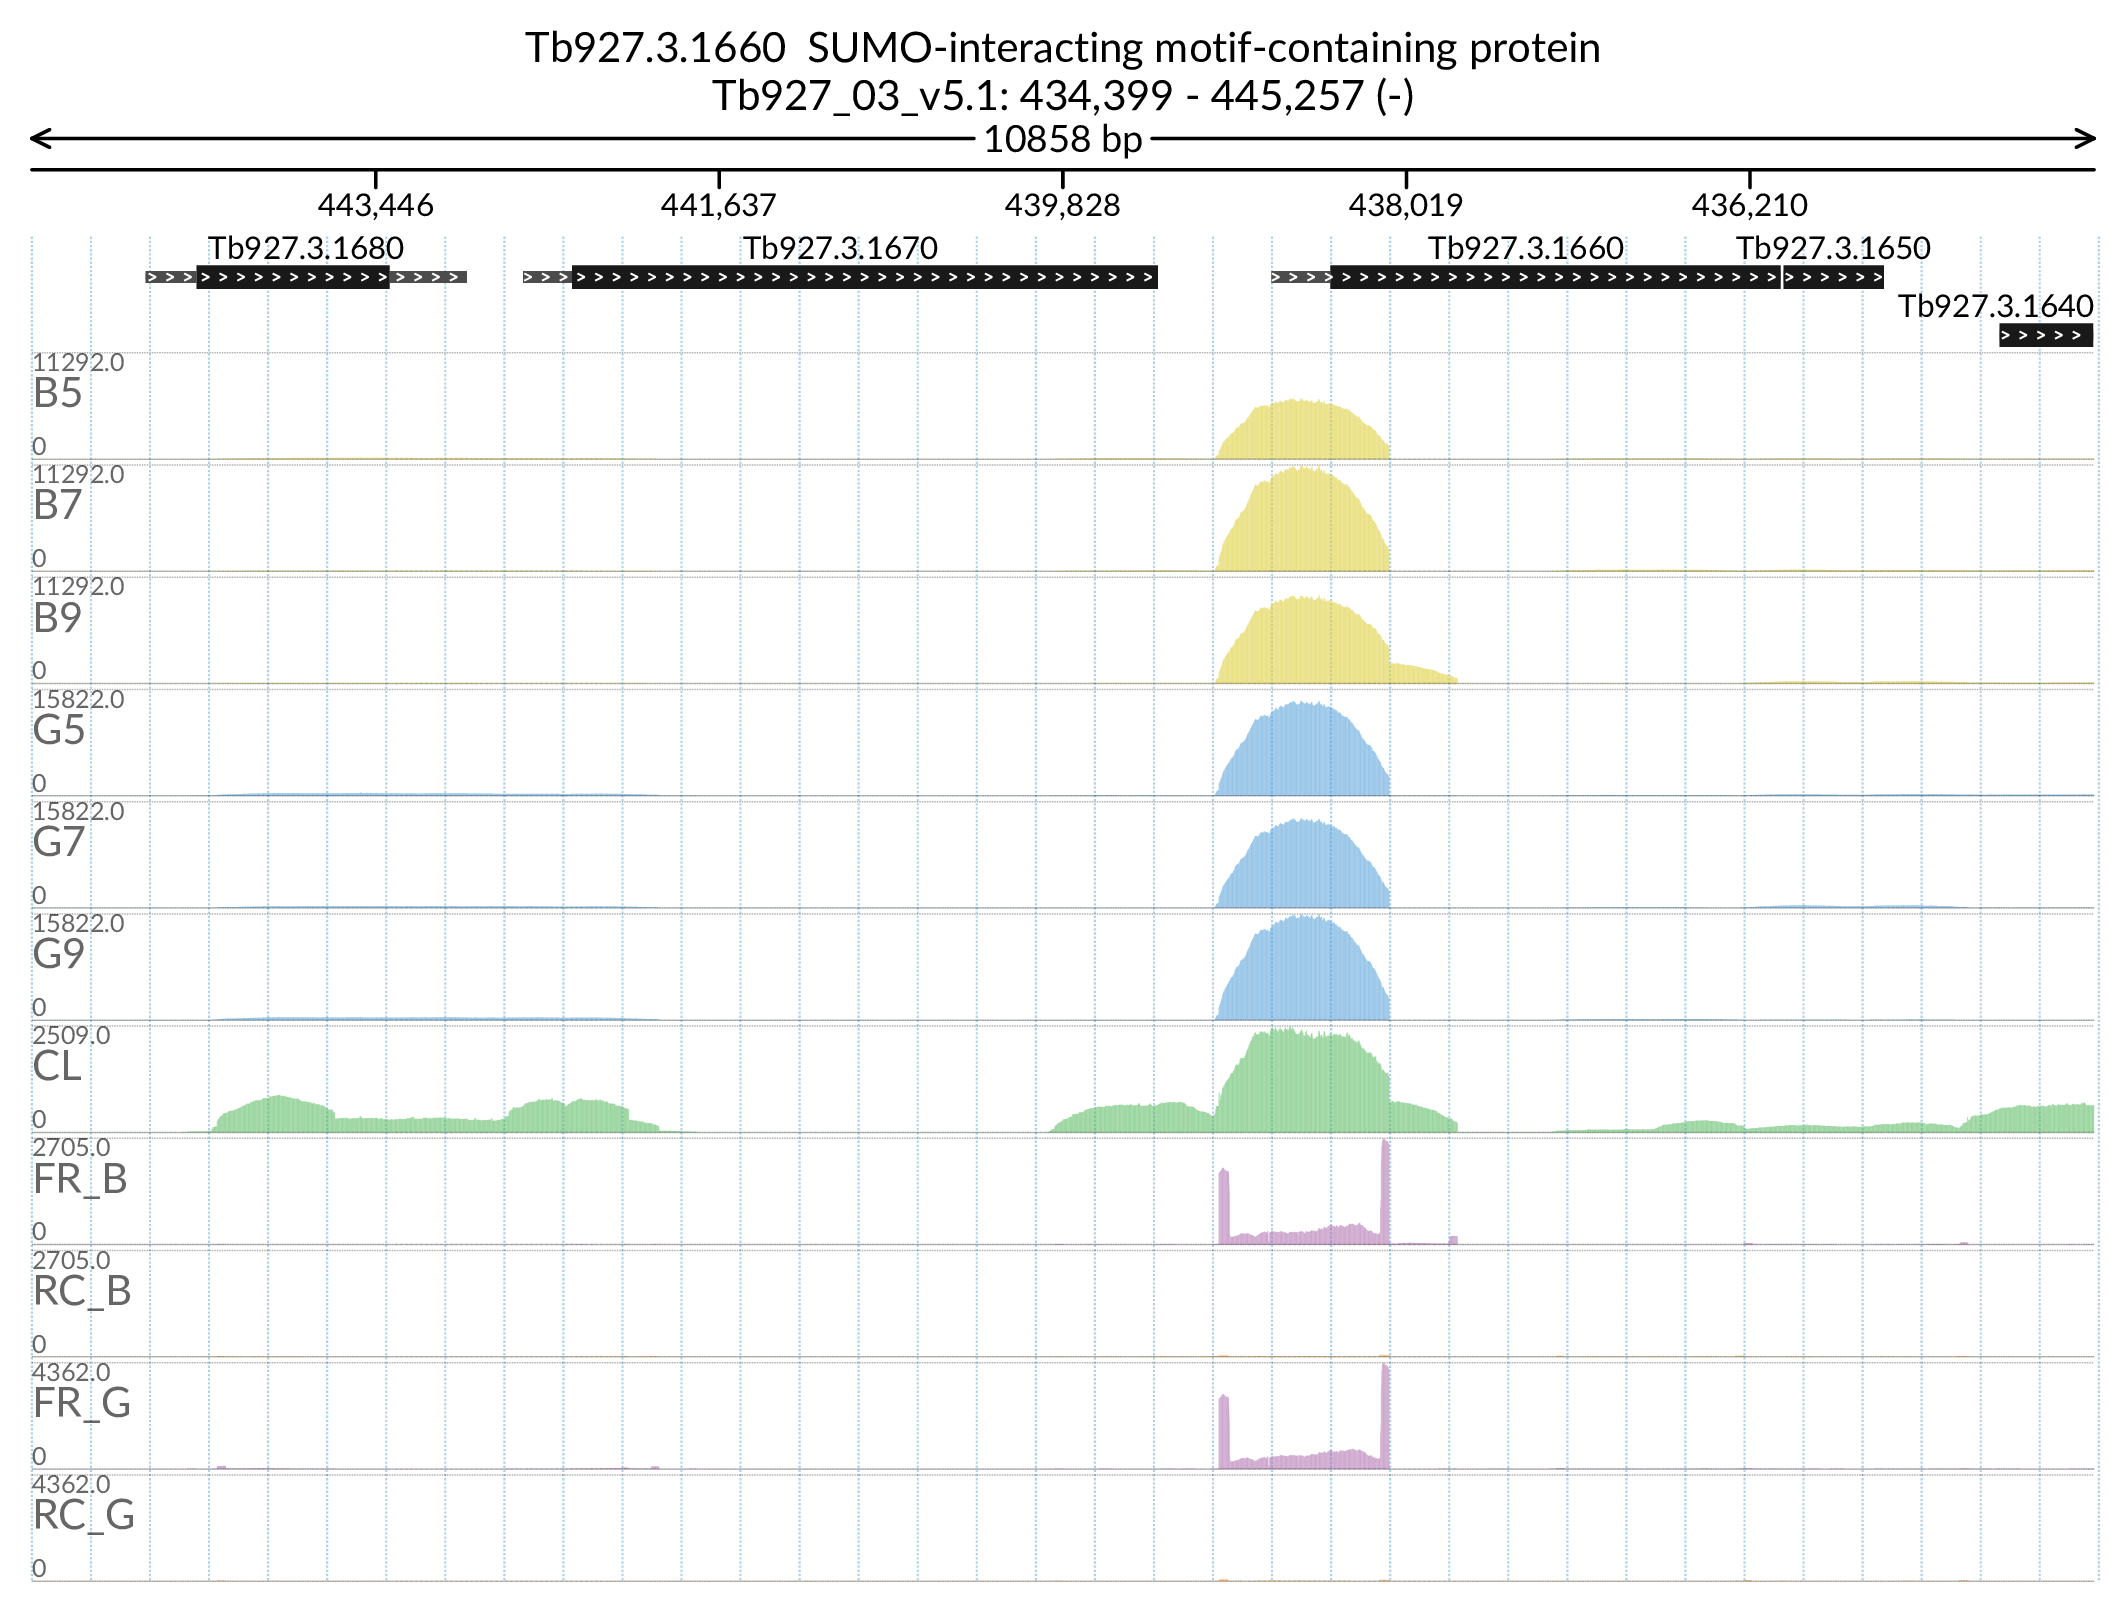 Tb927.3.1660 SUMO-interacting motif-containing protein
Tb927_03_v5.1: 434,399 - 445,257 (-)
10858 bp
443,446 441,637 439,828 438,019 436,210
Tb927.3.1680 Tb927.3.1670 Tb927.3.1660 Tb927.3.1650
Tb927.3.1640
11292.0
B5
0
11292.0
B7
0
11292.0
B9
0
15822.0
G5
0
15822.0
G7
0
15822.0
G9
0
2509.0
CL
0
2705.0
FR_B
0
2705.0
RC_B
0
4362.0
FR_G
0
4362.0
RC_G
0